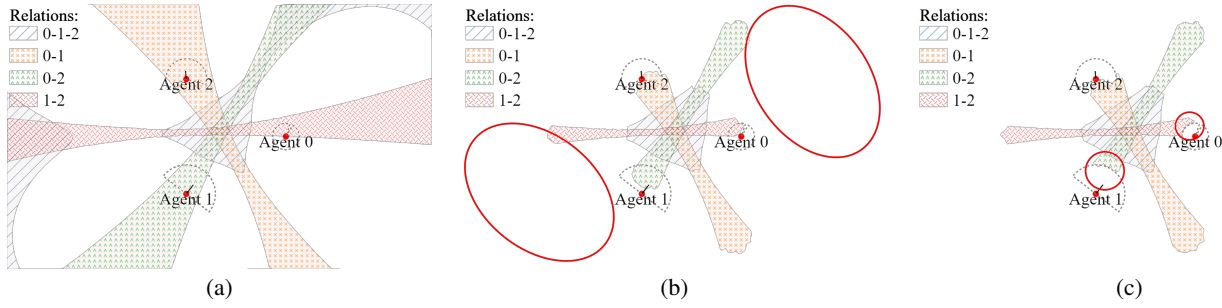 Relations:
0-1-2
0-1
0-2
1-2
Agent 2
Agent 0
Agent 1
(a)
Relations:
0-1-2
0-1
0-2
1-2
Agent 2
Agent 0
Agent 1
(b)
Relations:
0-1-2
0-1
0-2
1-2
Agent 2
Agent 0
Agent 1
(c)